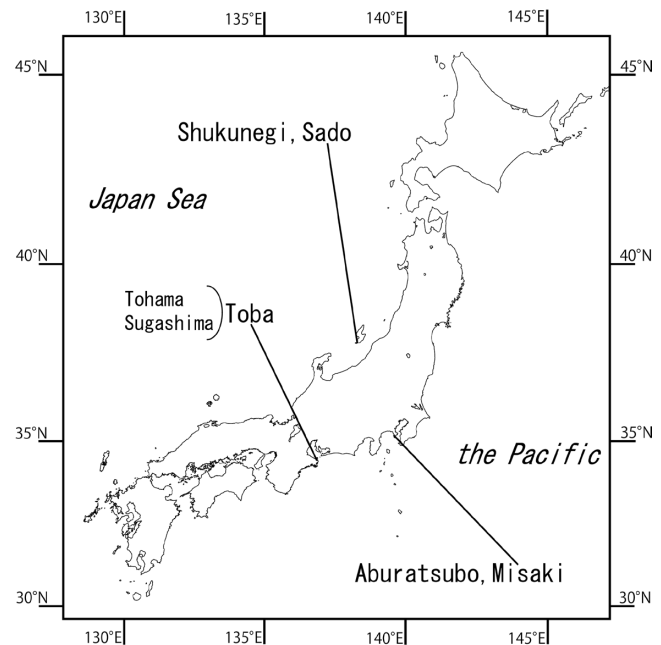 130°E 135°E 140°E 145°E
45°N 45°N
Shukunegi, Sado
Japan Sea
40°N 40°N
Tohama
Sugashima
Toba
35°N 35°N
the Pacific
Aburatsubo, Misaki
30°N 30°N
130°E 135°E 140°E 145°E